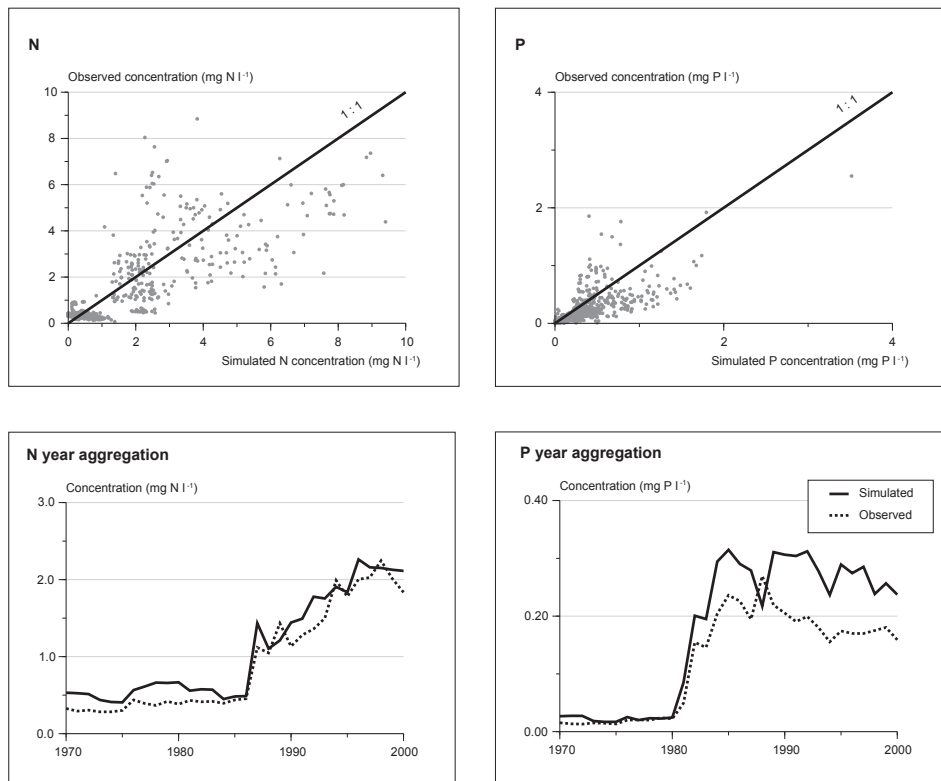 N
Observed concentration (mg N l⁻¹)
10
8
6
4
2
0
1 : 1
0 2 4 6 8 10
Simulated N concentration (mg N l⁻¹)
P
Observed concentration (mg P l⁻¹)
4
2
0
1 : 1
0 2 4
Simulated P concentration (mg P l⁻¹)
N year aggregation
Concentration (mg N l⁻¹)
3.0
2.0
1.0
0.0
1970 1980 1990 2000
P year aggregation
Concentration (mg P l⁻¹)
0.40
0.20
0.00
1970 1980 1990 2000
Simulated
Observed